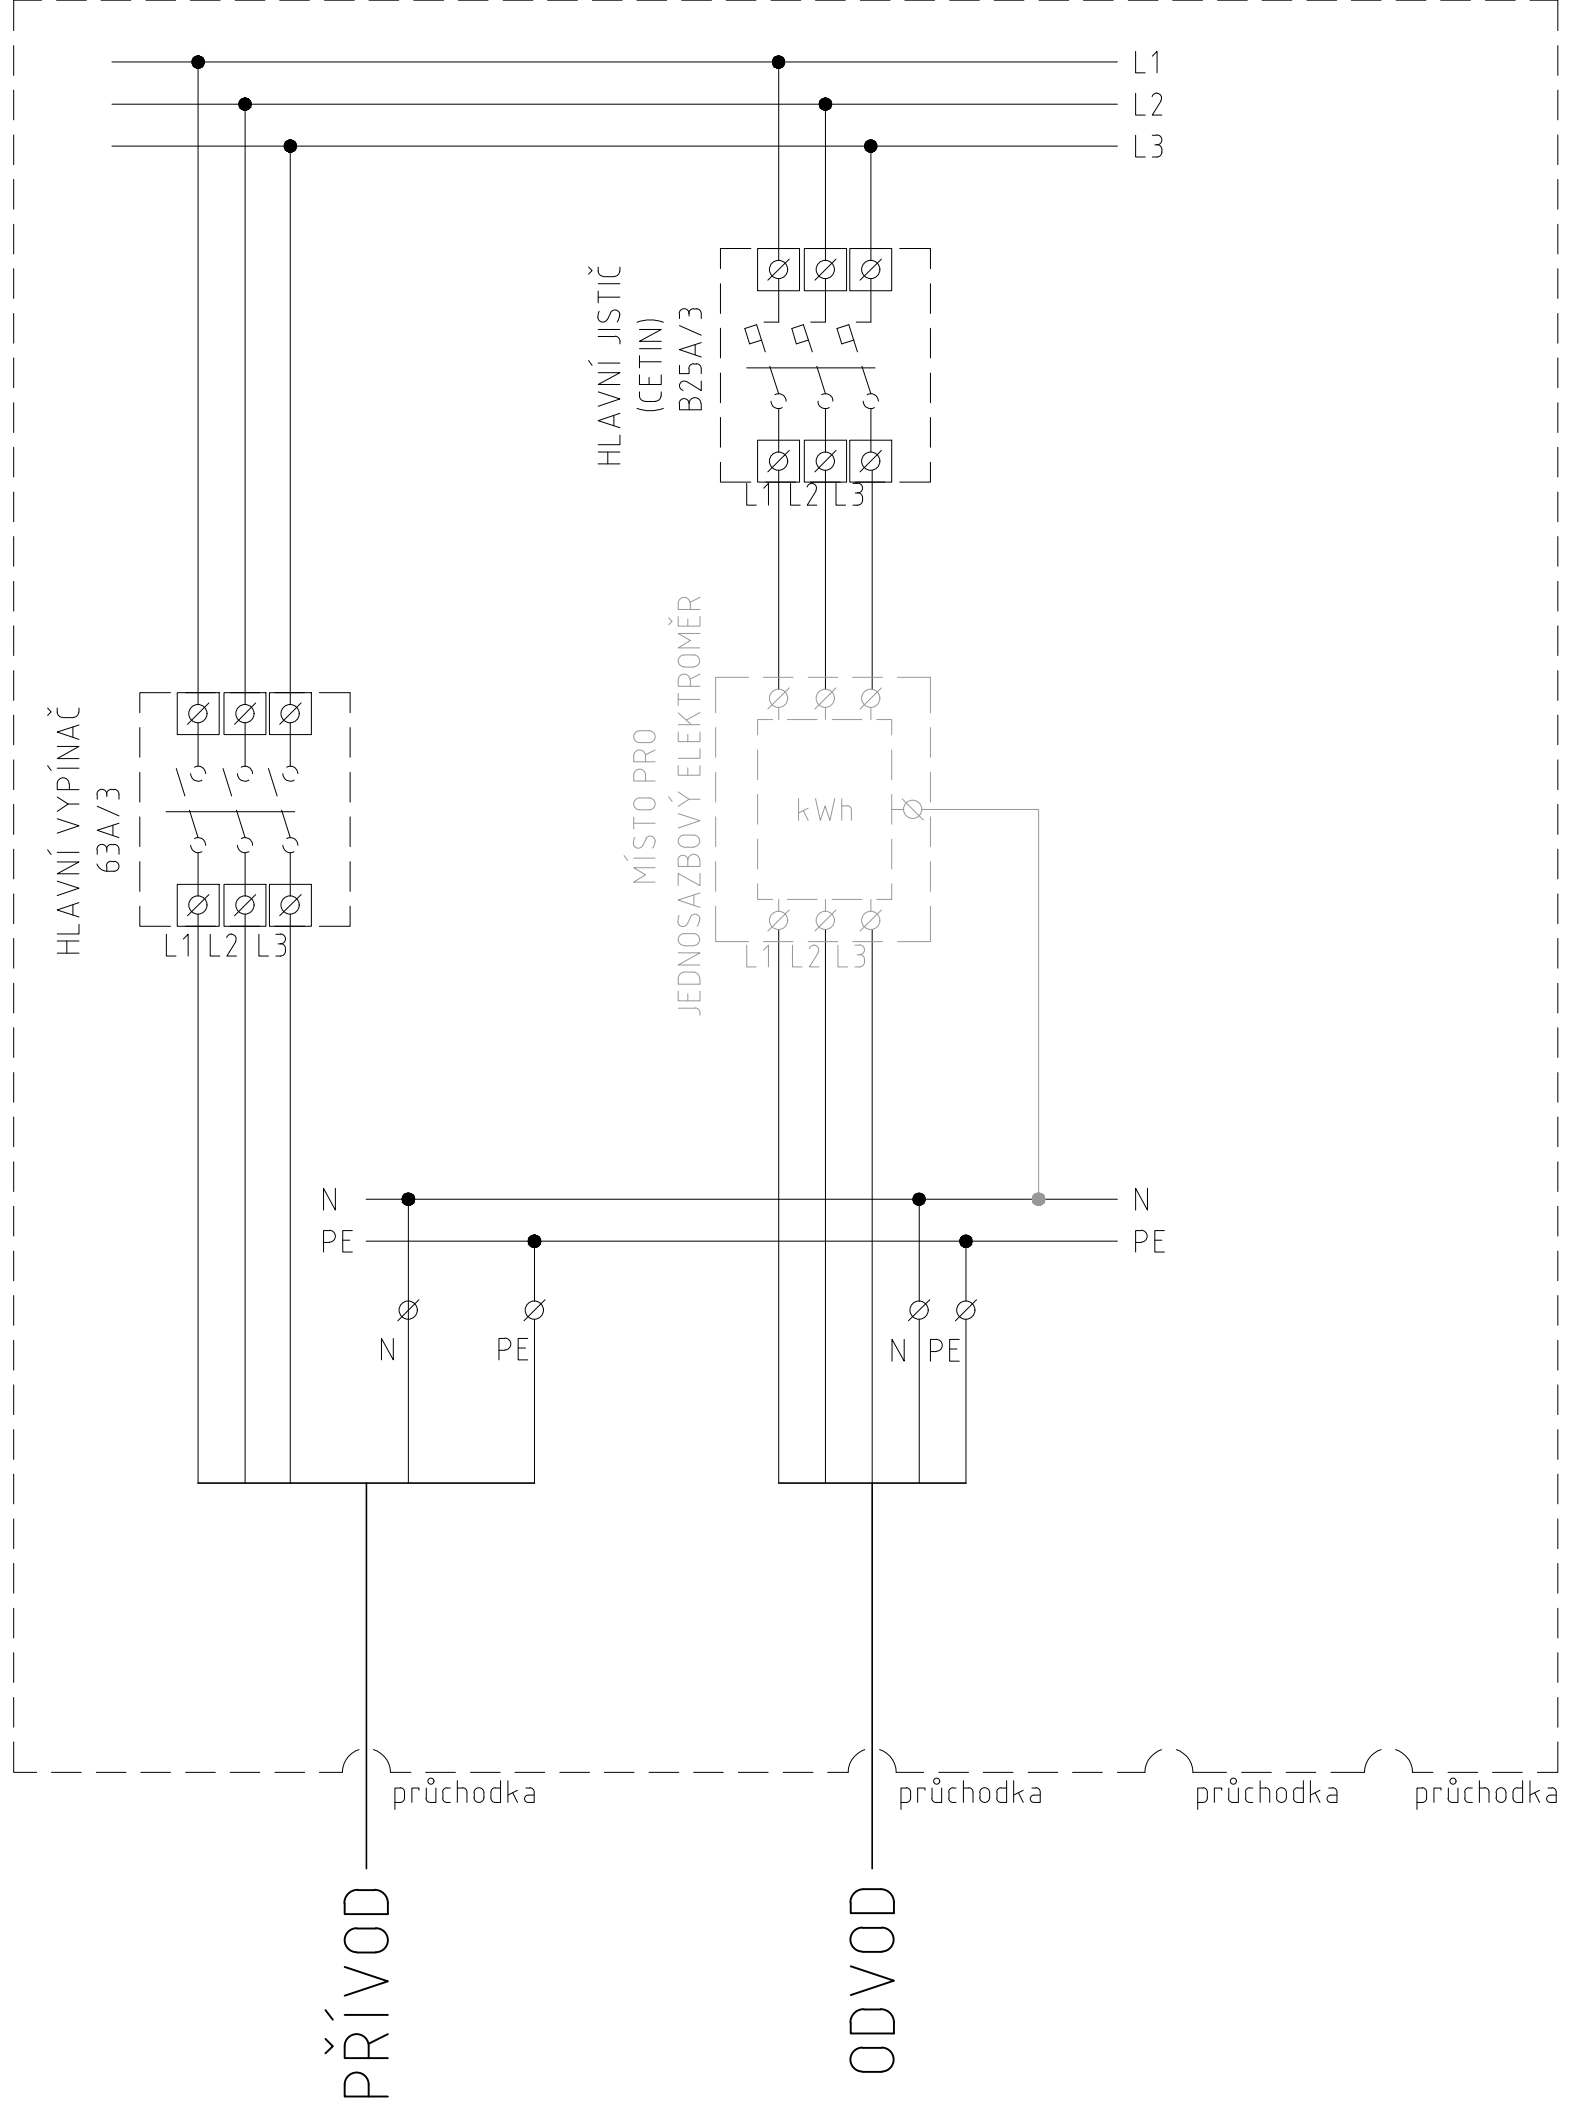 L1
L2
L3
HLAVNÍ JISTIČ
(CETIN)
B25A/3
L1 L2 L3
MÍSTO PRO
JEDNOSAZBOVÝ ELEKTROMĚR
kWh
L1 L2 L3
HLAVNÍ VYPÍNAČ
63A/3
L1 L2 L3
N N
PE PE
N PE N PE
průchodka průchodka průchodka průchodka
PŘÍVOD
ODVOD